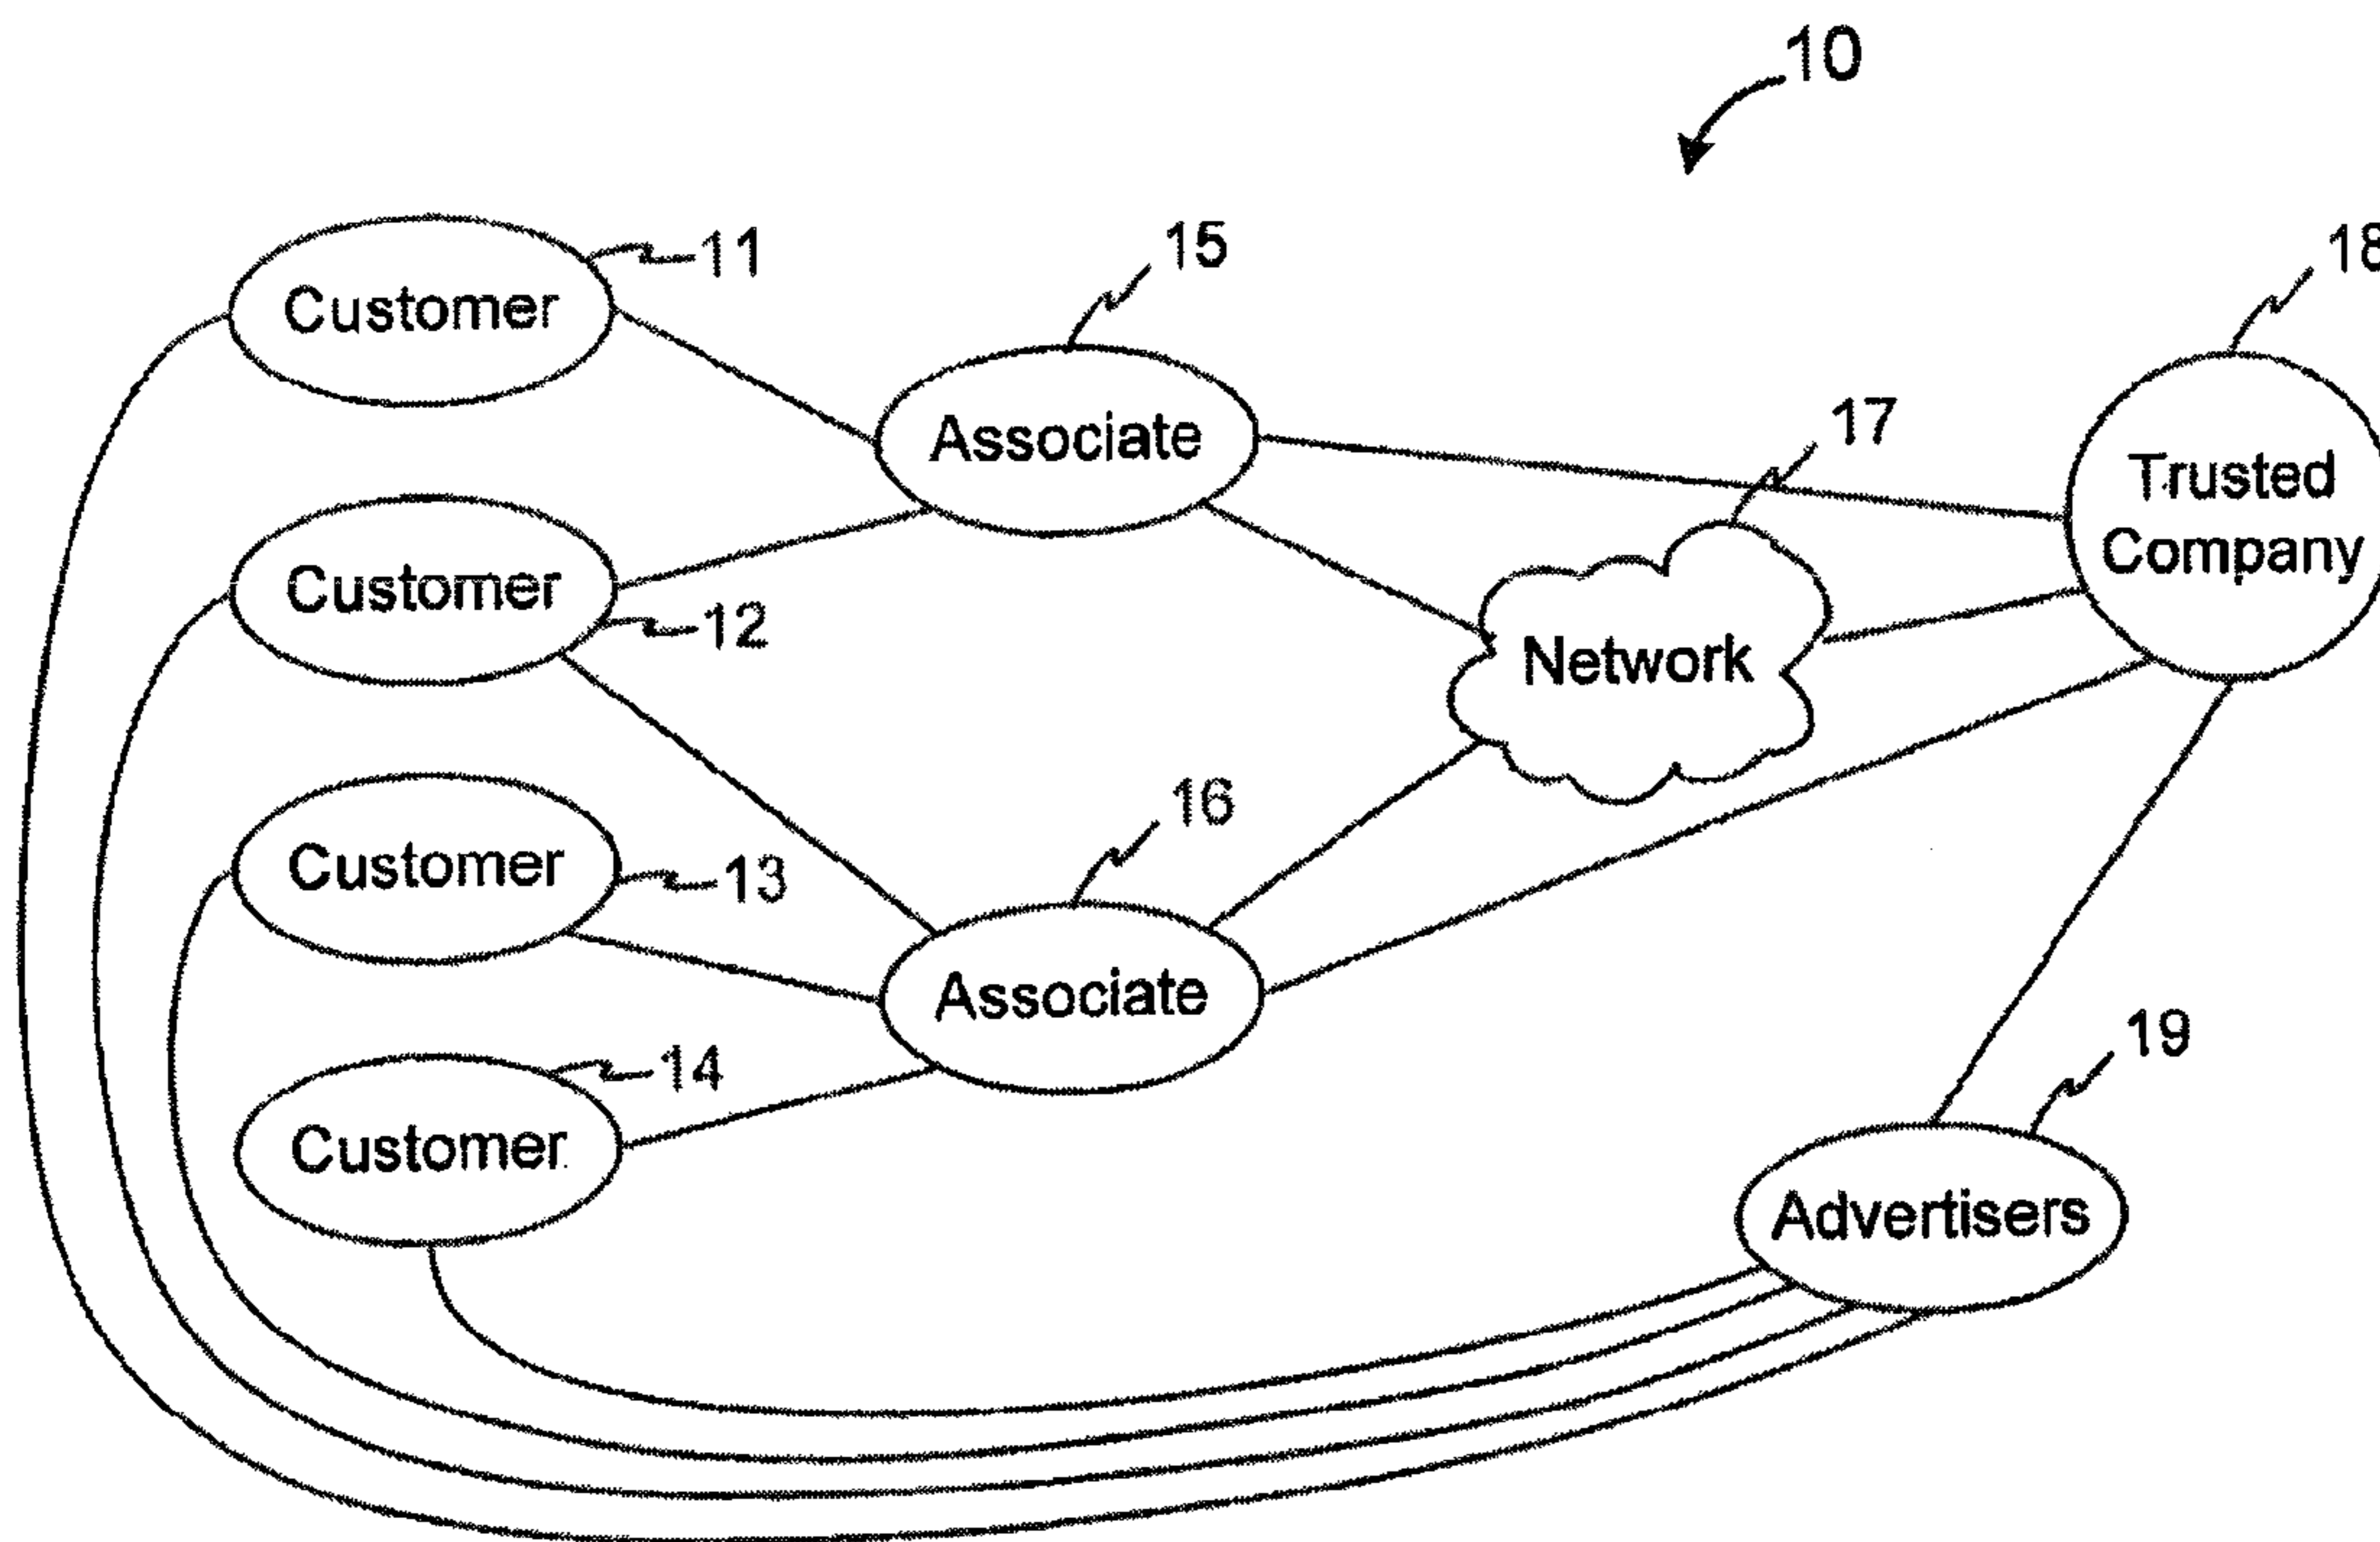 10
11
Customer
15
18
Associate
17
Trusted
Company
Customer
12
Network
16
Customer
13
Associate
19
14
Customer
Advertisers